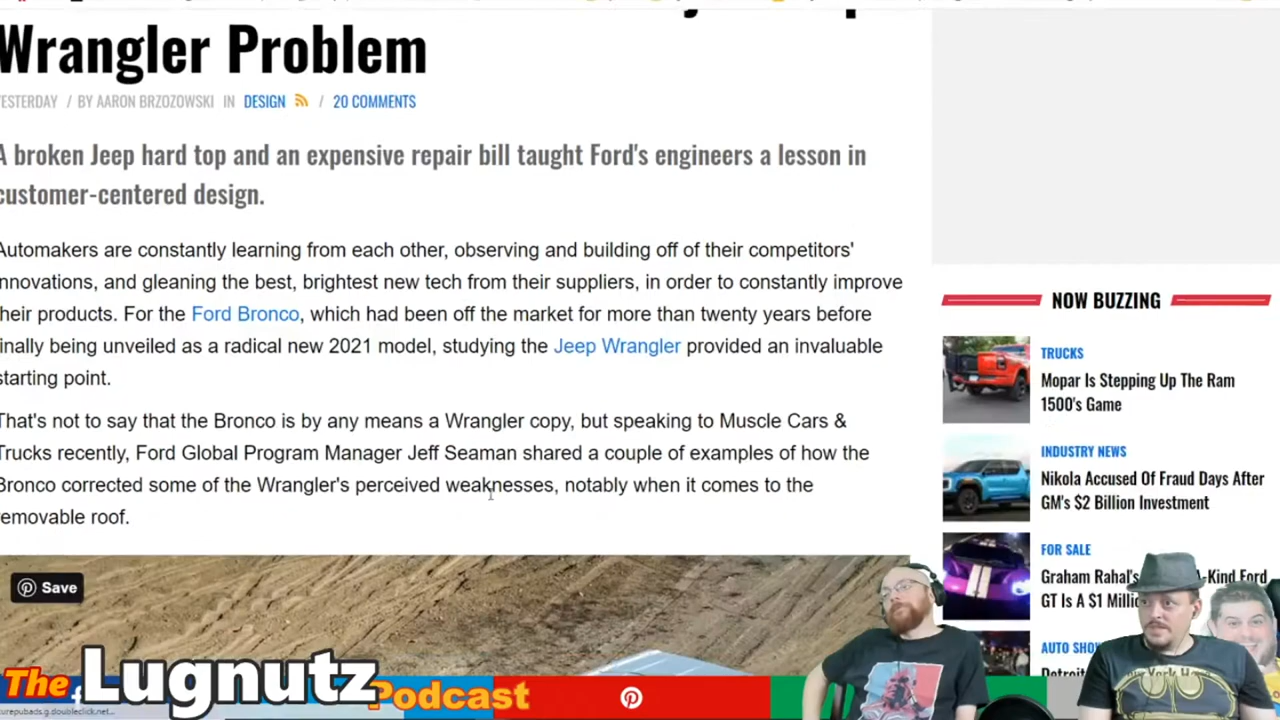 Wrangler Problem
YESTERDAY / BY AARON BRZOZOWSKI IN DESIGN / 20 COMMENTS
A broken Jeep hard top and an expensive repair bill taught Ford's engineers a lesson in
customer-centered design.
Automakers are constantly learning from each other, observing and building off of their competitors'
innovations, and gleaning the best, brightest new tech from their suppliers, in order to constantly improve
their products. For the Ford Bronco, which had been off the market for more than twenty years before
finally being unveiled as a radical new 2021 model, studying the Jeep Wrangler provided an invaluable
starting point.
That's not to say that the Bronco is by any means a Wrangler copy, but speaking to Muscle Cars &
Trucks recently, Ford Global Program Manager Jeff Seaman shared a couple of examples of how the
Bronco corrected some of the Wrangler's perceived weaknesses, notably when it comes to the
removable roof.
Save
NOW BUZZING
TRUCKS
Mopar Is Stepping Up The Ram
1500's Game
INDUSTRY NEWS
Nikola Accused Of Fraud Days After
GM's $2 Billion Investment
FOR SALE
Graham Rahal's Kind Ford
GT Is A $1 Millio
AUTO SHOW
Detroit
The Lugnutz Podcast